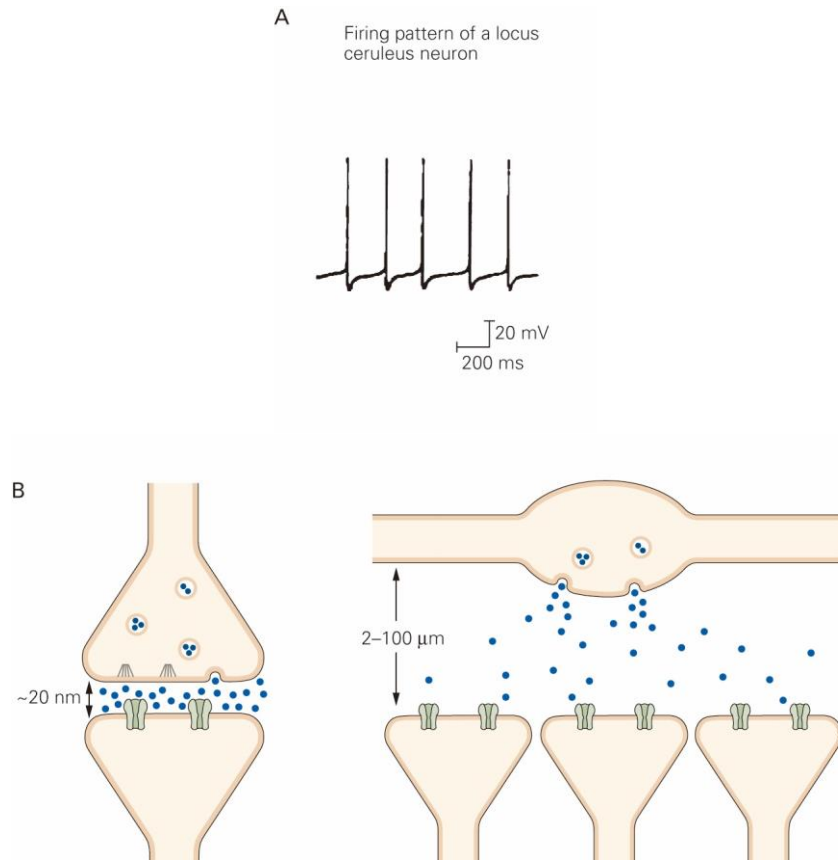 A
Firing pattern of a locus
ceruleus neuron
20 mV
200 ms
B
~20 nm
2–100 μm